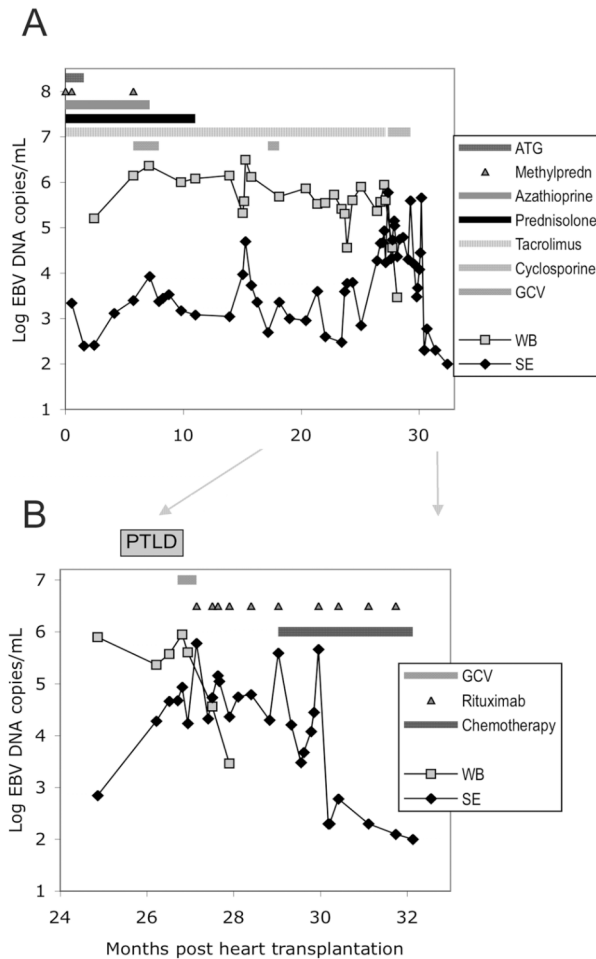 A
Log EBV DNA copies/mL
8
7
6
5
4
3
2
1
0
10
20
30
ATG
Methylpredn
Azathioprine
Prednisolone
Tacrolimus
Cyclosporine
GCV
WB
SE
B
PTLD
Log EBV DNA copies/mL
7
6
5
4
3
2
1
24
26
28
30
32
GCV
Rituximab
Chemotherapy
WB
SE
Months post heart transplantation